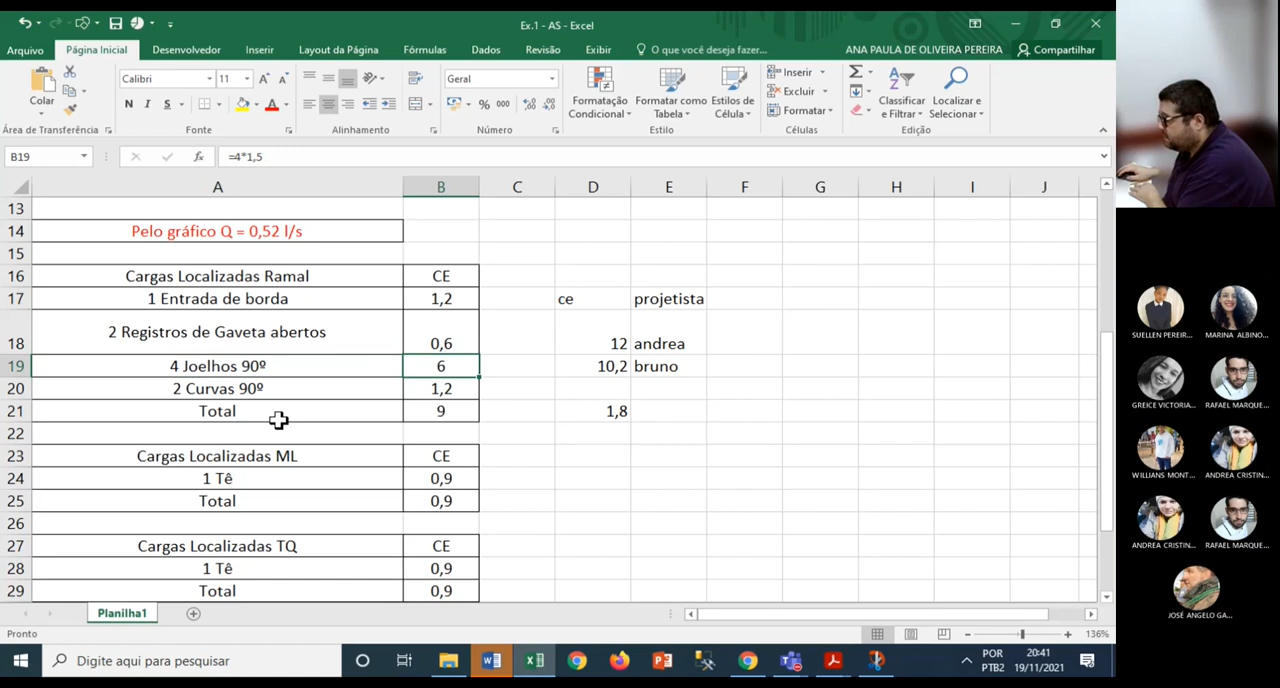 Ex.1 - AS - Excel
Arquivo Página Inicial Desenvolvedor Inserir Layout da Página Fórmulas Dados Revisão Exibir O que você deseja fazer... ANA PAULA DE OLIVEIRA PEREIRA Compartilhar
Colar
Calibri 11
N I S
Geral
% 000
Formatação Condicional
Formatar como Tabela
Estilos de Célula
Inserir
Excluir
Formatar
Classificar e Filtrar
Localizar e Selecionar
Área de Transferência Fonte Alinhamento Número Estilo Células Edição
B19 fx =4*1,5
A B C D E F G H I J
13
14 Pelo gráfico Q = 0,52 l/s
15
16 Cargas Localizadas Ramal CE
17 1 Entrada de borda 1,2 ce projetista
18 2 Registros de Gaveta abertos 0,6 12 andrea
19 4 Joelhos 90º 6 10,2 bruno
20 2 Curvas 90º 1,2
21 Total 9 1,8
22
23 Cargas Localizadas ML CE
24 1 Tê 0,9
25 Total 0,9
26
27 Cargas Localizadas TQ CE
28 1 Tê 0,9
29 Total 0,9
Planilha1
Pronto 136%
Digite aqui para pesquisar
POR
PTB2
20:41
19/11/2021
SUELLEN PEREIR... MARINA ALBINO...
GREICE VICTORIA... RAFAEL MARQUE...
WILLIANS MONT... ANDREA CRISTIN...
ANDREA CRISTIN... RAFAEL MARQUE...
JOSÉ ANGELO GA...